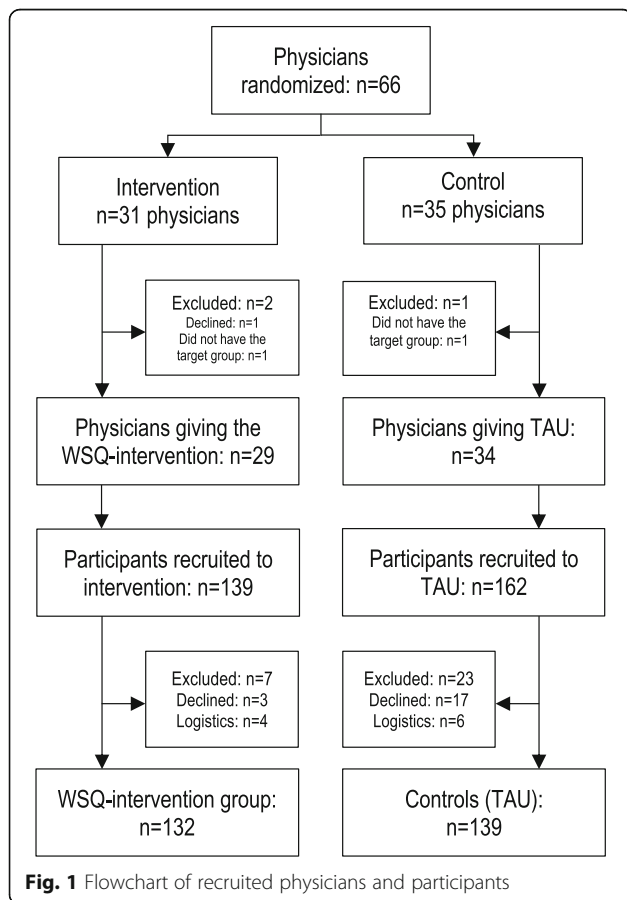 Physicians
randomized: n=66
Intervention
n=31 physicians
Control
n=35 physicians
Excluded: n=2
Declined: n=1
Did not have the
target group: n=1
Excluded: n=1
Did not have the
target group: n=1
Physicians giving the
WSQ-intervention: n=29
Physicians giving TAU:
n=34
Participants recruited to
intervention: n=139
Participants recruited to
TAU: n=162
Excluded: n=7
Declined: n=3
Logistics: n=4
Excluded: n=23
Declined: n=17
Logistics: n=6
WSQ-intervention group:
n=132
Controls (TAU):
n=139
Fig. 1 Flowchart of recruited physicians and participants